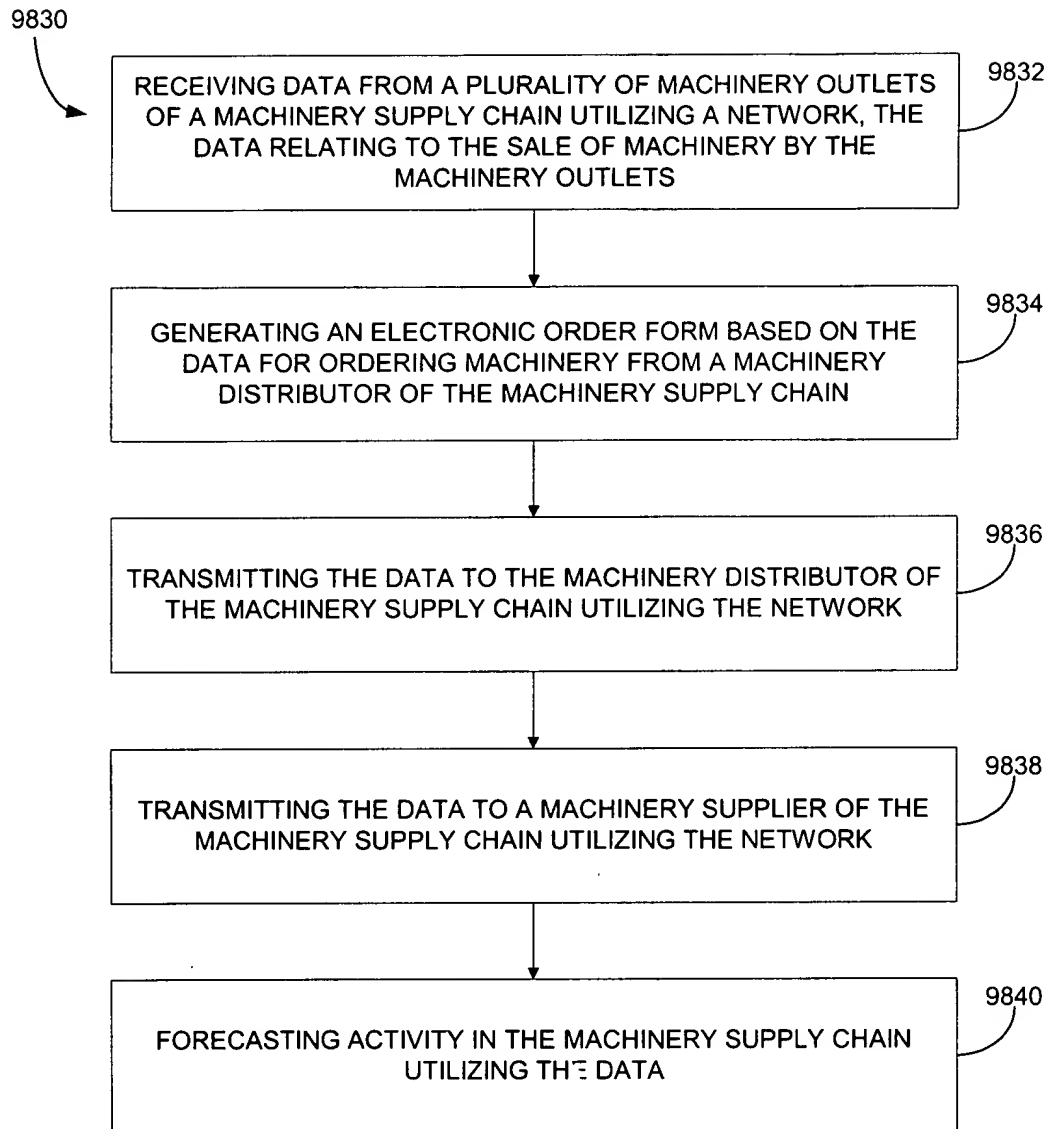 9830
RECEIVING DATA FROM A PLURALITY OF MACHINERY OUTLETS
OF A MACHINERY SUPPLY CHAIN UTILIZING A NETWORK, THE
DATA RELATING TO THE SALE OF MACHINERY BY THE
MACHINERY OUTLETS
9832
GENERATING AN ELECTRONIC ORDER FORM BASED ON THE
DATA FOR ORDERING MACHINERY FROM A MACHINERY
DISTRIBUTOR OF THE MACHINERY SUPPLY CHAIN
9834
TRANSMITTING THE DATA TO THE MACHINERY DISTRIBUTOR OF
THE MACHINERY SUPPLY CHAIN UTILIZING THE NETWORK
9836
TRANSMITTING THE DATA TO A MACHINERY SUPPLIER OF THE
MACHINERY SUPPLY CHAIN UTILIZING THE NETWORK
9838
FORECASTING ACTIVITY IN THE MACHINERY SUPPLY CHAIN
UTILIZING THE DATA
9840